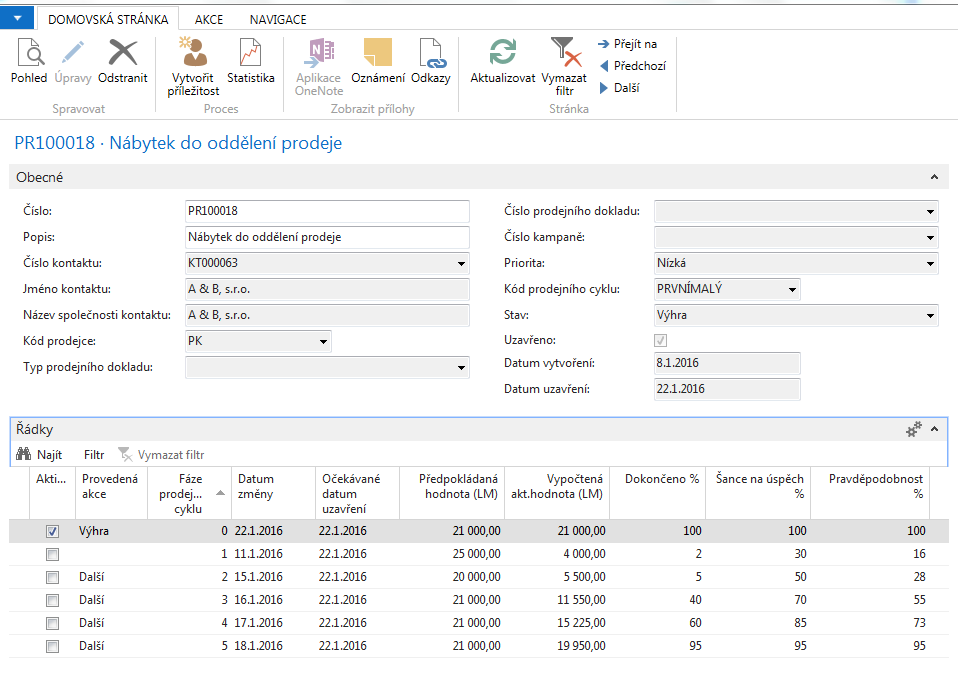 DOMOVSKÁ STRÁNKA AKCE NAVIGACE
Pohled Úpravy Odstranit
Spravovat
Vytvořit příležitost Statistika
Proces
Aplikace OneNote Oznámení Odkazy
Zobrazit přílohy
Aktualizovat Vymazat filtr
Přejít na
Předchozí
Další
Stránka
PR100018 · Nábytek do oddělení prodeje
Obecné
Číslo: PR100018
Popis: Nábytek do oddělení prodeje
Číslo kontaktu: KT000063
Jméno kontaktu: A & B, s.r.o.
Název společnosti kontaktu: A & B, s.r.o.
Kód prodejce: PK
Typ prodejního dokladu:
Číslo prodejního dokladu:
Číslo kampaně:
Priorita: Nízká
Kód prodejního cyklu: PRVNÍMALÝ
Stav: Výhra
Uzavřeno:
Datum vytvoření: 8.1.2016
Datum uzavření: 22.1.2016
Řádky
Najít Filtr Vymazat filtr
Akti... Provedená akce Fáze prodej... cyklu Datum změny Očekávané datum uzavření Předpokládaná hodnota (LM) Vypočtená akt.hodnota (LM) Dokončeno % Šance na úspěch % Pravděpodobnost %
Výhra 0 22.1.2016 22.1.2016 21 000,00 21 000,00 100 100 100
1 11.1.2016 22.1.2016 25 000,00 4 000,00 2 30 16
Další 2 15.1.2016 22.1.2016 20 000,00 5 500,00 5 50 28
Další 3 16.1.2016 22.1.2016 21 000,00 11 550,00 40 70 55
Další 4 17.1.2016 22.1.2016 21 000,00 15 225,00 60 85 73
Další 5 18.1.2016 22.1.2016 21 000,00 19 950,00 95 95 95